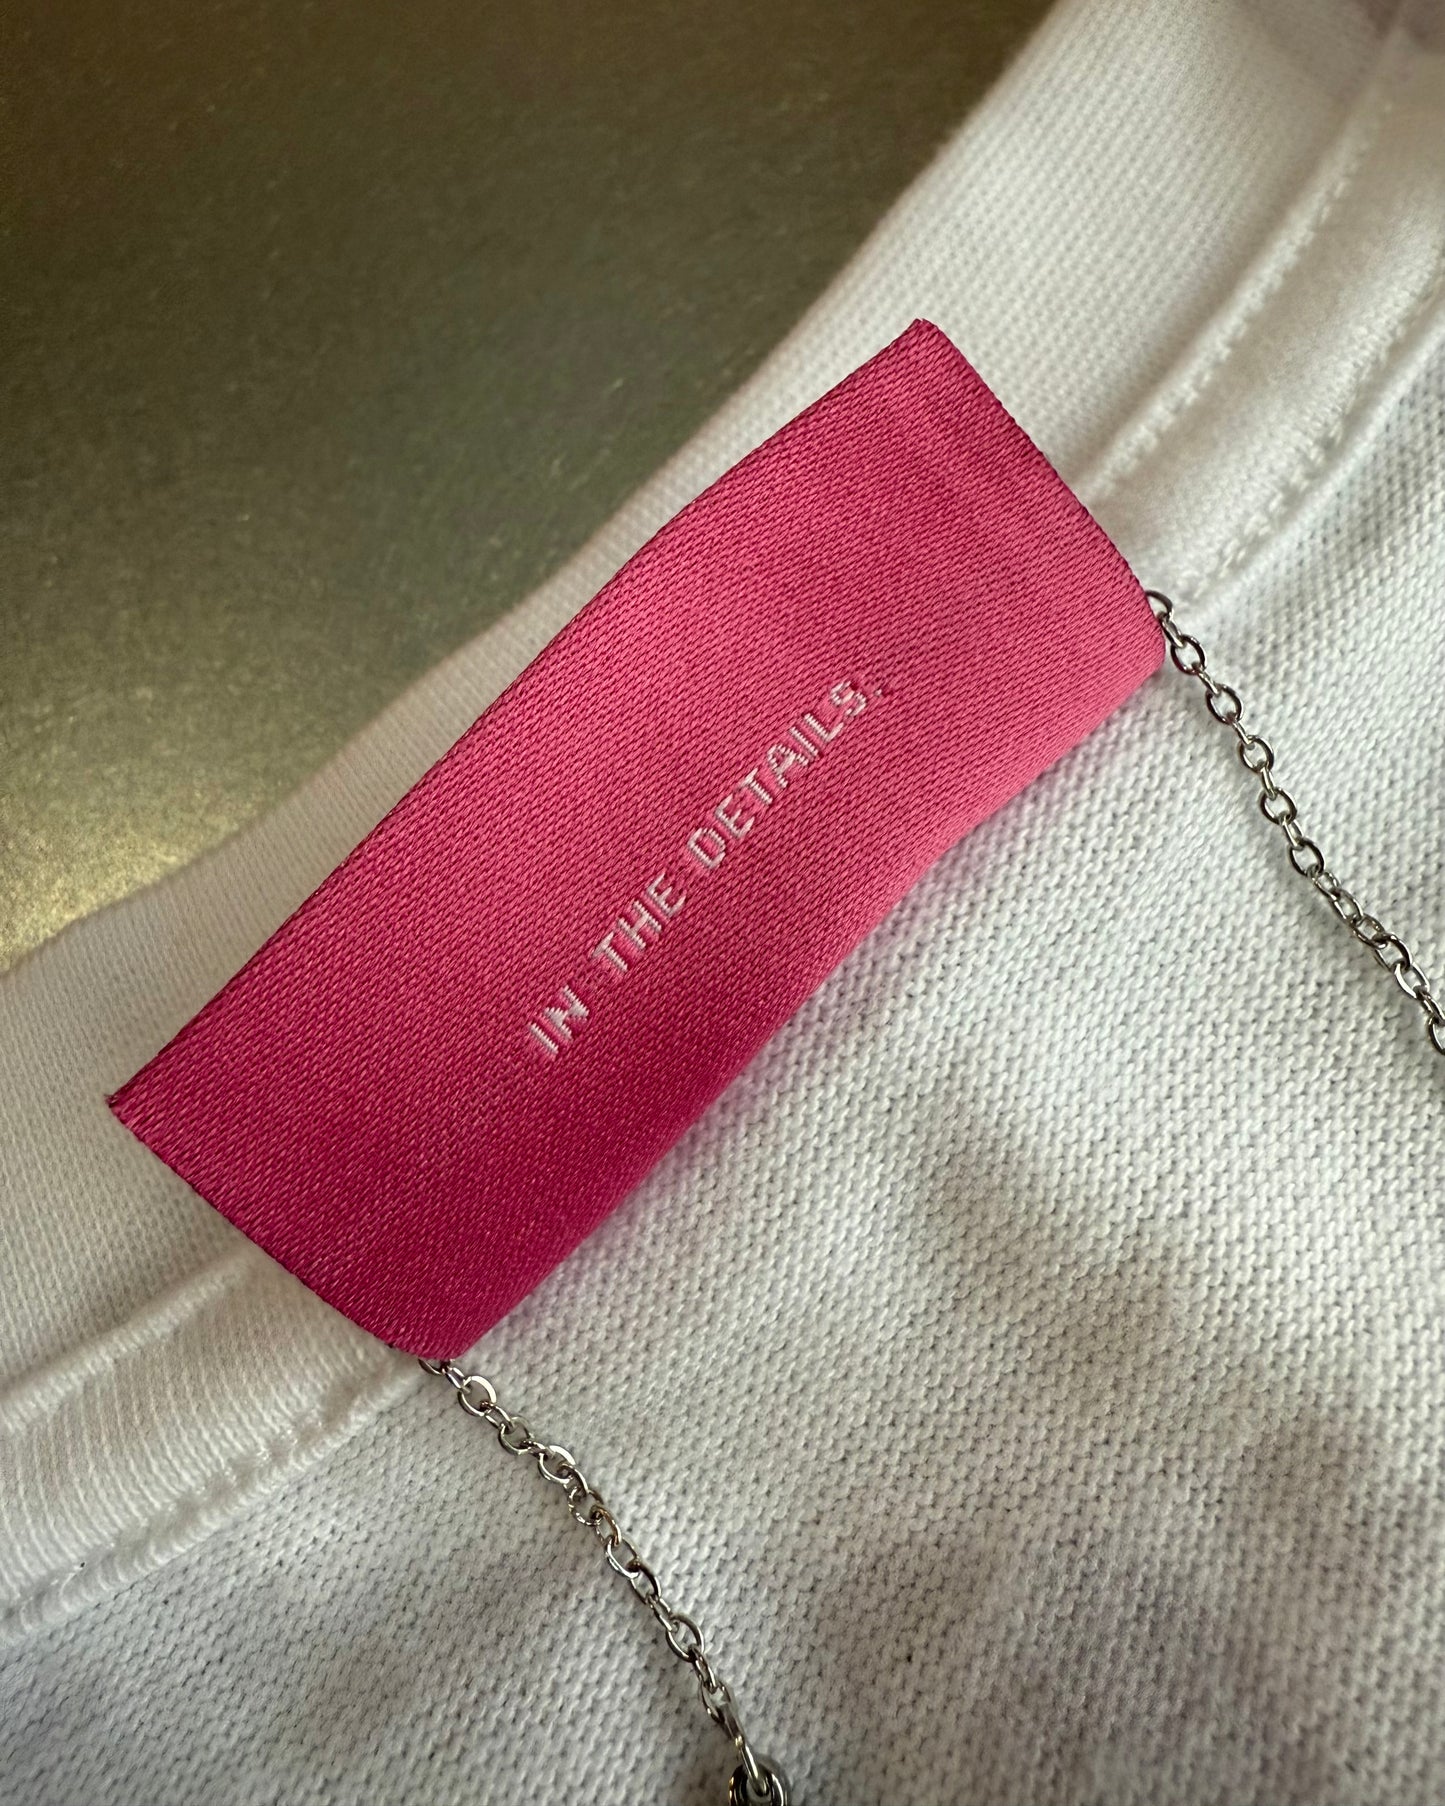 IN THE DETAILS.